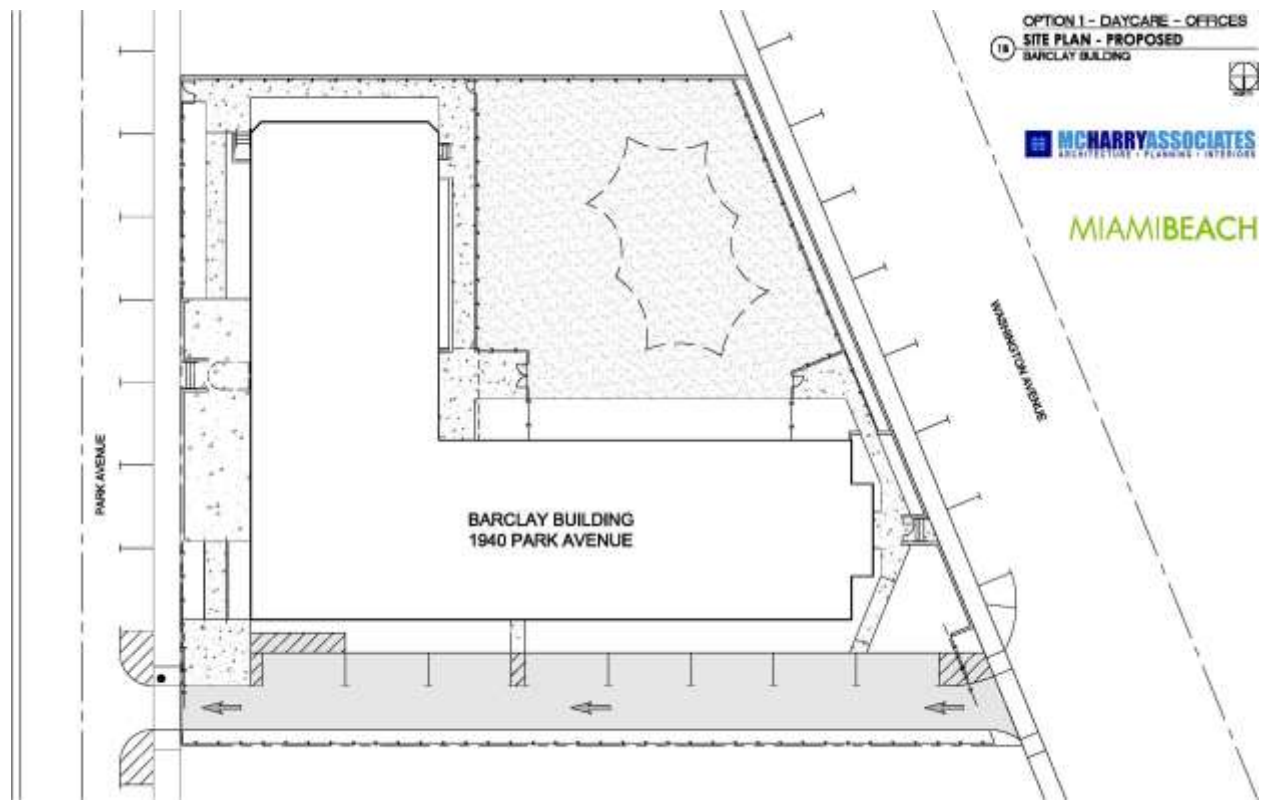 OPTION 1 - DAYCARE - OFFICES
SITE PLAN - PROPOSED
BARCLAY BUILDING
MCHARRYASSOCIATES
ARCHITECTURE • PLANNING • INTERIORS
MIAMIBEACH
WASHINGTON AVENUE
PARK AVENUE
BARCLAY BUILDING
1940 PARK AVENUE